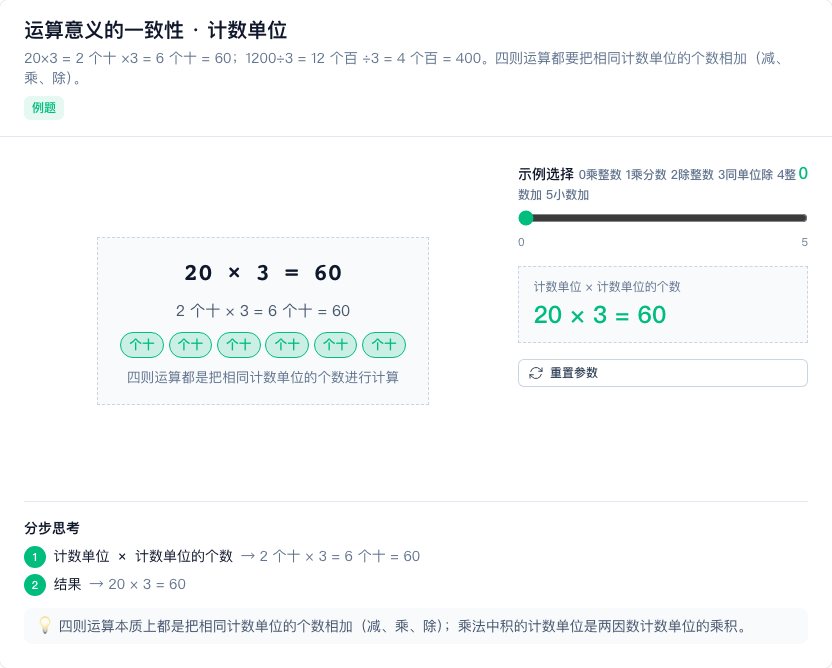 运算意义的一致性 · 计数单位
20×3 = 2 个十 ×3 = 6 个十 = 60；1200÷3 = 12 个百 ÷3 = 4 个百 = 400。四则运算都要把相同计数单位的个数相加（减、
乘、除）。
例题
示例选择 0乘整数 1乘分数 2除整数 3同单位除 4整 0
数加 5小数加
0 5
20 × 3 = 60
2 个十 × 3 = 6 个十 = 60
个十 个十 个十 个十 个十 个十
四则运算都是把相同计数单位的个数进行计算
计数单位 × 计数单位的个数
20 × 3 = 60
重置参数
分步思考
1 计数单位 × 计数单位的个数 → 2 个十 × 3 = 6 个十 = 60
2 结果 → 20 × 3 = 60
四则运算本质上都是把相同计数单位的个数相加（减、乘、除）；乘法中积的计数单位是两因数计数单位的乘积。